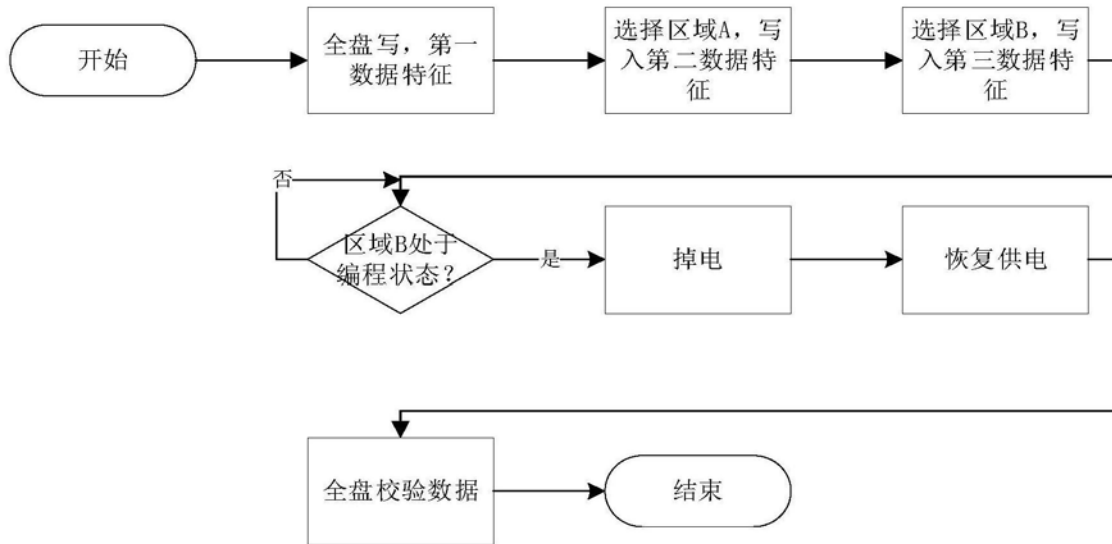 开始
全盘写，第一
数据特征
选择区域A，写
入第二数据特
征
选择区域B，写
入第三数据特
征
否
区域B处于
编程状态？
是
掉电
恢复供电
全盘校验数据
结束